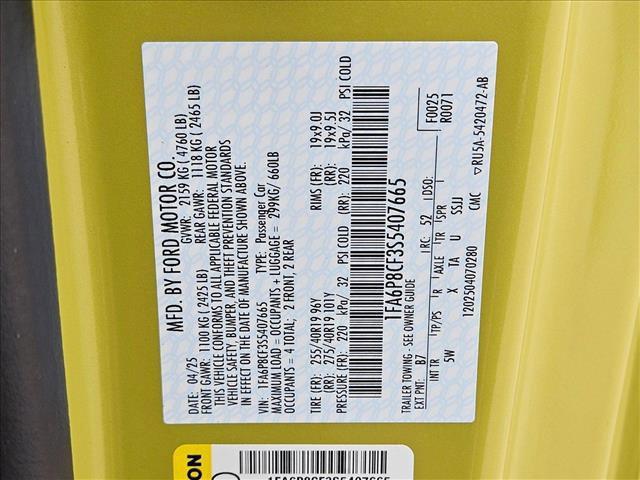 MFD. BY FORD MOTOR CO.
DATE: 04/25 GVWR: 2159 KG (4760 LB)
FRONT GAWR: 1100 KG (2425 LB) REAR GAWR: 1118 KG (2465 LB)
THIS VEHICLE CONFORMS TO ALL APPLICABLE FEDERAL MOTOR
VEHICLE SAFETY, BUMPER, AND THEFT PREVENTION STANDARDS
IN EFFECT ON THE DATE OF MANUFACTURE SHOWN ABOVE.
VIN: 1FA6P8CF3S5407665 TYPE: Passenger Car
MAXIMUM LOAD = OCCUPANTS + LUGGAGE = 299KG/ 660LB
OCCUPANTS = 4 TOTAL; 2 FRONT, 2 REAR
TIRE (FR): 255/40R19 96Y RIMS (FR): 19x9.0J
(RR): 275/40R19 101Y (RR): 19x9.5J
PRESSURE (FR): 220 kPa/ 32 PSI COLD (RR): 220 kPa/ 32 PSI COLD
1FA6P8CF3S5407665
TRAILER TOWING - SEE OWNER GUIDE F0025
EXT PNT: B7 RC: 52 DSO: R0071
INT TR TP/PS R AXLE TR SPR
5W X TA U S5JJ
1202504070280 CMC ▽RU5A-5420472-AB
ON
1FA6P8CF3S5407665